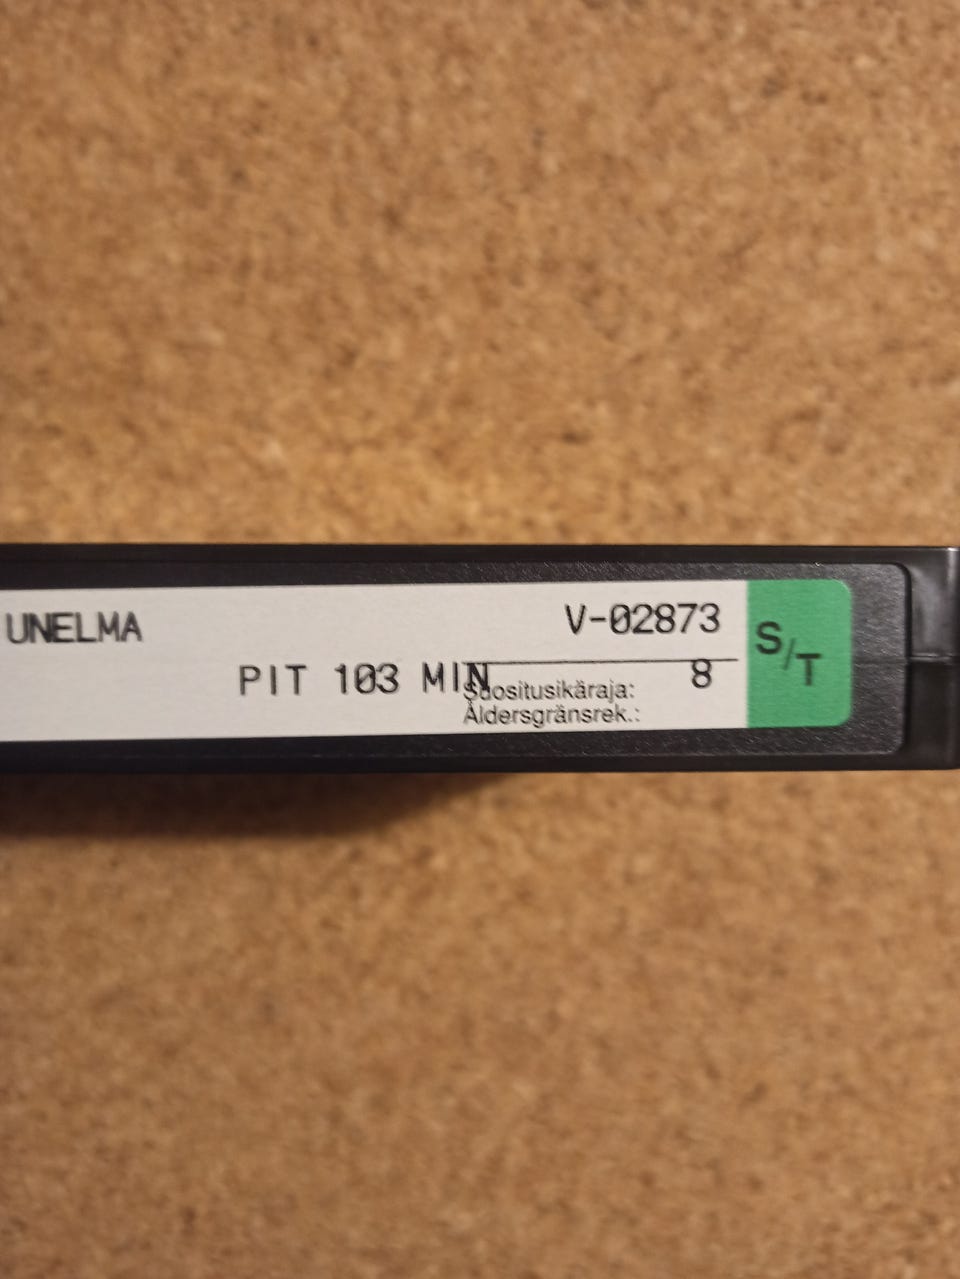 UNELMA V-02873
PIT 103 MIN 8
Suositusikäraja:
Åldersgränsrek.:
S/T